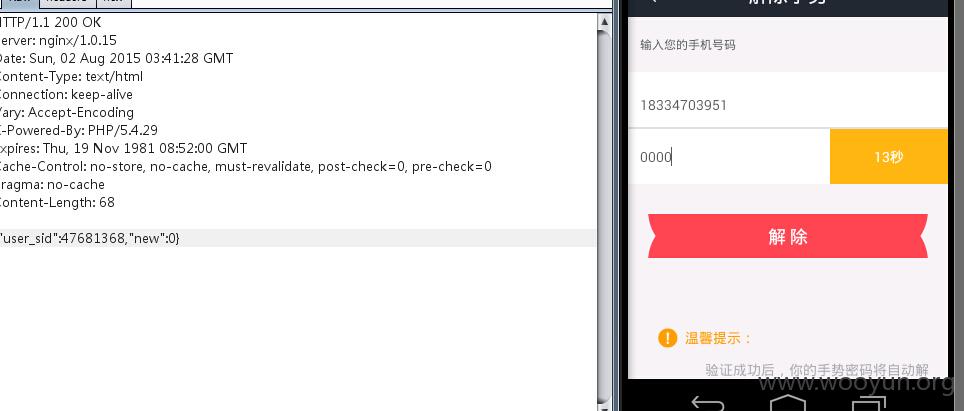 HTTP/1.1 200 OK
Server: nginx/1.0.15
Date: Sun, 02 Aug 2015 03:41:28 GMT
Content-Type: text/html
Connection: keep-alive
Vary: Accept-Encoding
X-Powered-By: PHP/5.4.29
Expires: Thu, 19 Nov 1981 08:52:00 GMT
Cache-Control: no-store, no-cache, must-revalidate, post-check=0, pre-check=0
Pragma: no-cache
Content-Length: 68
"user_sid":47681368,"new":0}
输入您的手机号码
18334703951
0000
13秒
解 除
温馨提示：
验证成功后，你的手势密码将自动解
www.wooyun.org